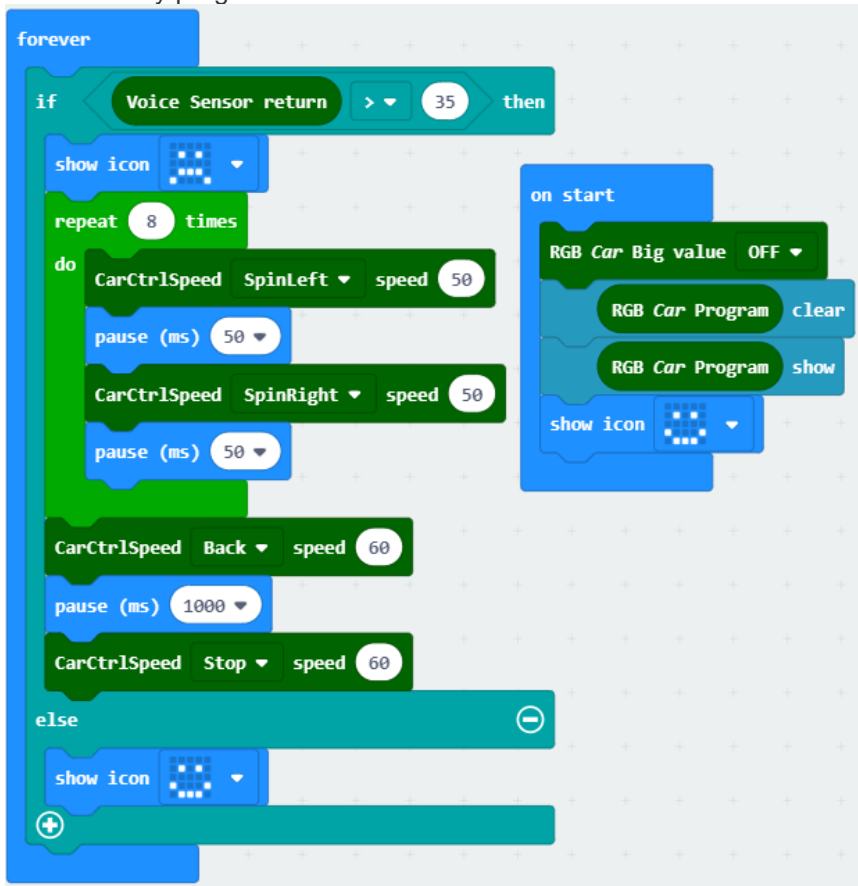 forever
if Voice Sensor return > 35 then
show icon
repeat 8 times
do
CarCtrlSpeed SpinLeft speed 50
pause (ms) 50
CarCtrlSpeed SpinRight speed 50
pause (ms) 50
CarCtrlSpeed Back speed 60
pause (ms) 1000
CarCtrlSpeed Stop speed 60
else
show icon
on start
RGB Car Big value OFF
RGB Car Program clear
RGB Car Program show
show icon